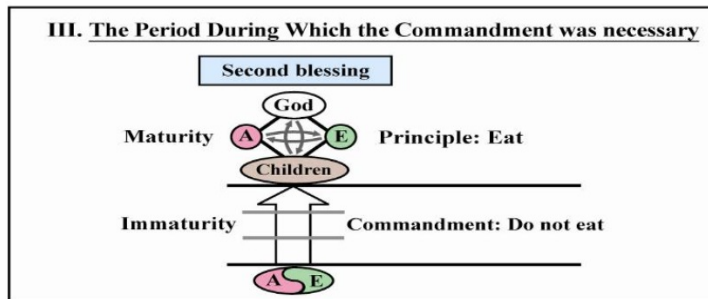 III. The Period During Which the Commandment was necessary
Second blessing
God
Maturity A E Principle: Eat
Children
Immaturity Commandment: Do not eat
A E